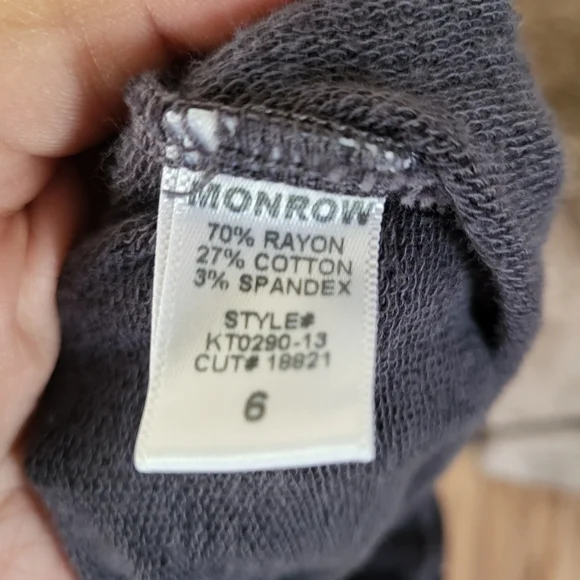 MONROW
70% RAYON
27% COTTON
3% SPANDEX
STYLE#
KT0290-13
CUT# 18821
6